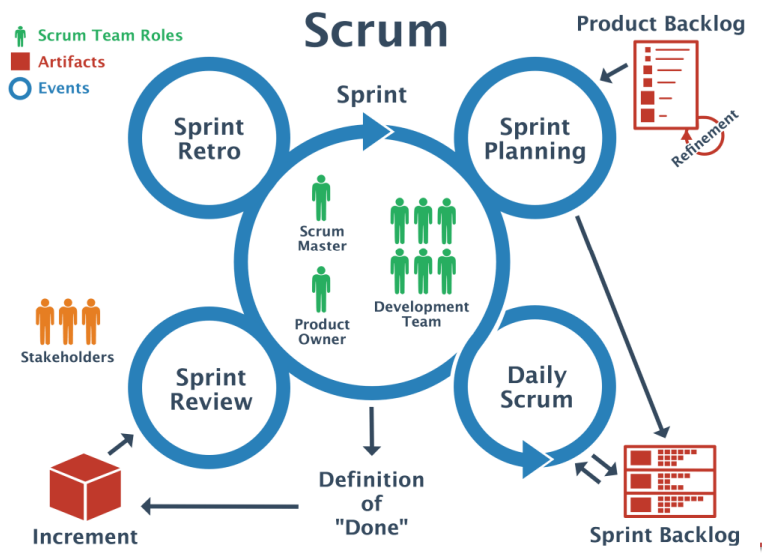 Scrum
Scrum Team Roles
Artifacts
Events
Product Backlog
Refinement
Sprint
Sprint
Retro
Sprint
Planning
Scrum
Master
Product
Owner
Development
Team
Stakeholders
Sprint
Review
Daily
Scrum
Definition
of
"Done"
Increment
Sprint Backlog